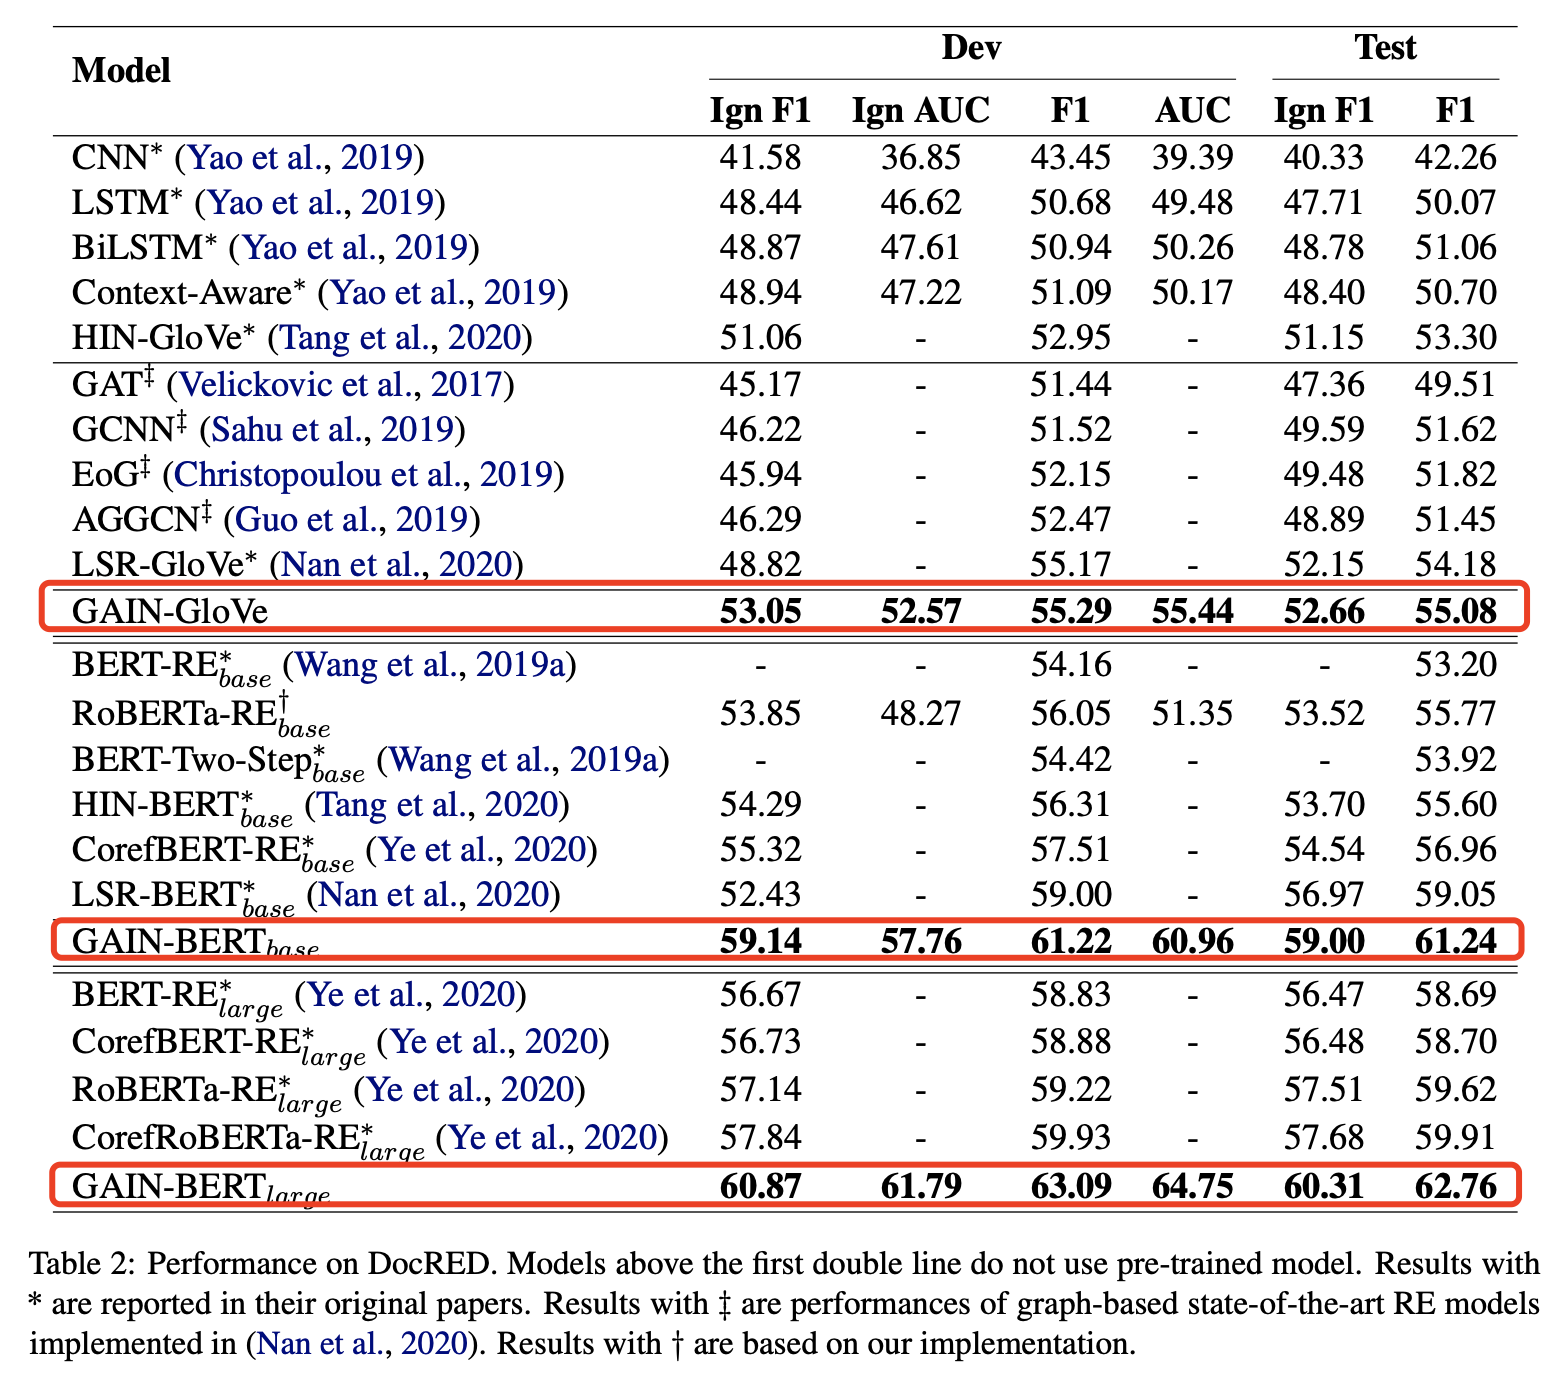 Model Dev Test
Ign F1 Ign AUC F1 AUC Ign F1 F1
CNN* (Yao et al., 2019) 41.58 36.85 43.45 39.39 40.33 42.26
LSTM* (Yao et al., 2019) 48.44 46.62 50.68 49.48 47.71 50.07
BiLSTM* (Yao et al., 2019) 48.87 47.61 50.94 50.26 48.78 51.06
Context-Aware* (Yao et al., 2019) 48.94 47.22 51.09 50.17 48.40 50.70
HIN-GloVe* (Tang et al., 2020) 51.06 - 52.95 - 51.15 53.30
GAT‡ (Velickovic et al., 2017) 45.17 - 51.44 - 47.36 49.51
GCNN‡ (Sahu et al., 2019) 46.22 - 51.52 - 49.59 51.62
EoG‡ (Christopoulou et al., 2019) 45.94 - 52.15 - 49.48 51.82
AGGCN‡ (Guo et al., 2019) 46.29 - 52.47 - 48.89 51.45
LSR-GloVe* (Nan et al., 2020) 48.82 - 55.17 - 52.15 54.18
GAIN-GloVe 53.05 52.57 55.29 55.44 52.66 55.08
BERT-RE*base (Wang et al., 2019a) - - 54.16 - - 53.20
RoBERTa-RE†base 53.85 48.27 56.05 51.35 53.52 55.77
BERT-Two-Step*base (Wang et al., 2019a) - - 54.42 - - 53.92
HIN-BERT*base (Tang et al., 2020) 54.29 - 56.31 - 53.70 55.60
CorefBERT-RE*base (Ye et al., 2020) 55.32 - 57.51 - 54.54 56.96
LSR-BERT*base (Nan et al., 2020) 52.43 - 59.00 - 56.97 59.05
GAIN-BERTbase 59.14 57.76 61.22 60.96 59.00 61.24
BERT-RE*large (Ye et al., 2020) 56.67 - 58.83 - 56.47 58.69
CorefBERT-RE*large (Ye et al., 2020) 56.73 - 58.88 - 56.48 58.70
RoBERTa-RE*large (Ye et al., 2020) 57.14 - 59.22 - 57.51 59.62
CorefRoBERTa-RE*large (Ye et al., 2020) 57.84 - 59.93 - 57.68 59.91
GAIN-BERTlarge 60.87 61.79 63.09 64.75 60.31 62.76
Table 2: Performance on DocRED. Models above the first double line do not use pre-trained model. Results with
* are reported in their original papers. Results with ‡ are performances of graph-based state-of-the-art RE models
implemented in (Nan et al., 2020). Results with † are based on our implementation.